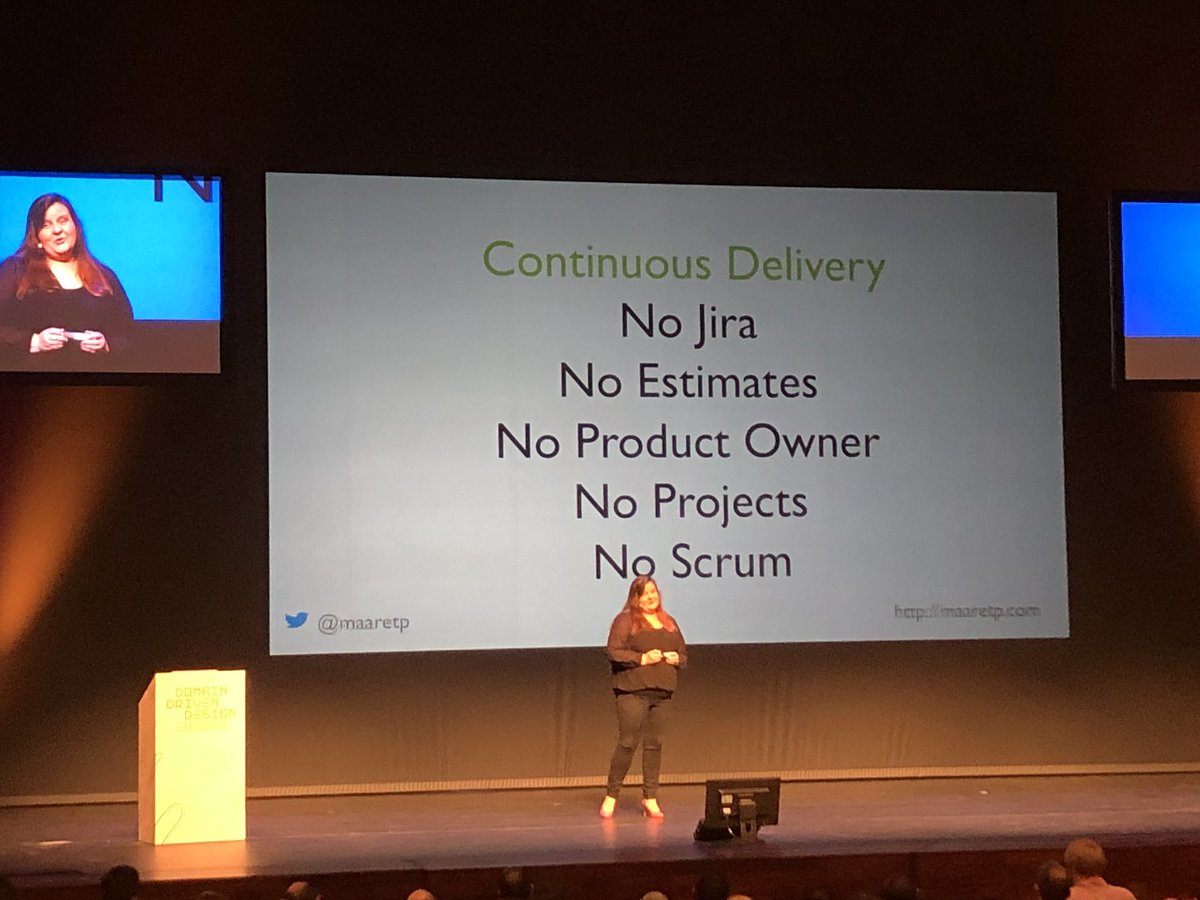 N
Continuous Delivery
No Jira
No Estimates
No Product Owner
No Projects
No Scrum
@maaretp
http://maaretp.com
DOMAIN
DRIVEN
DESIGN